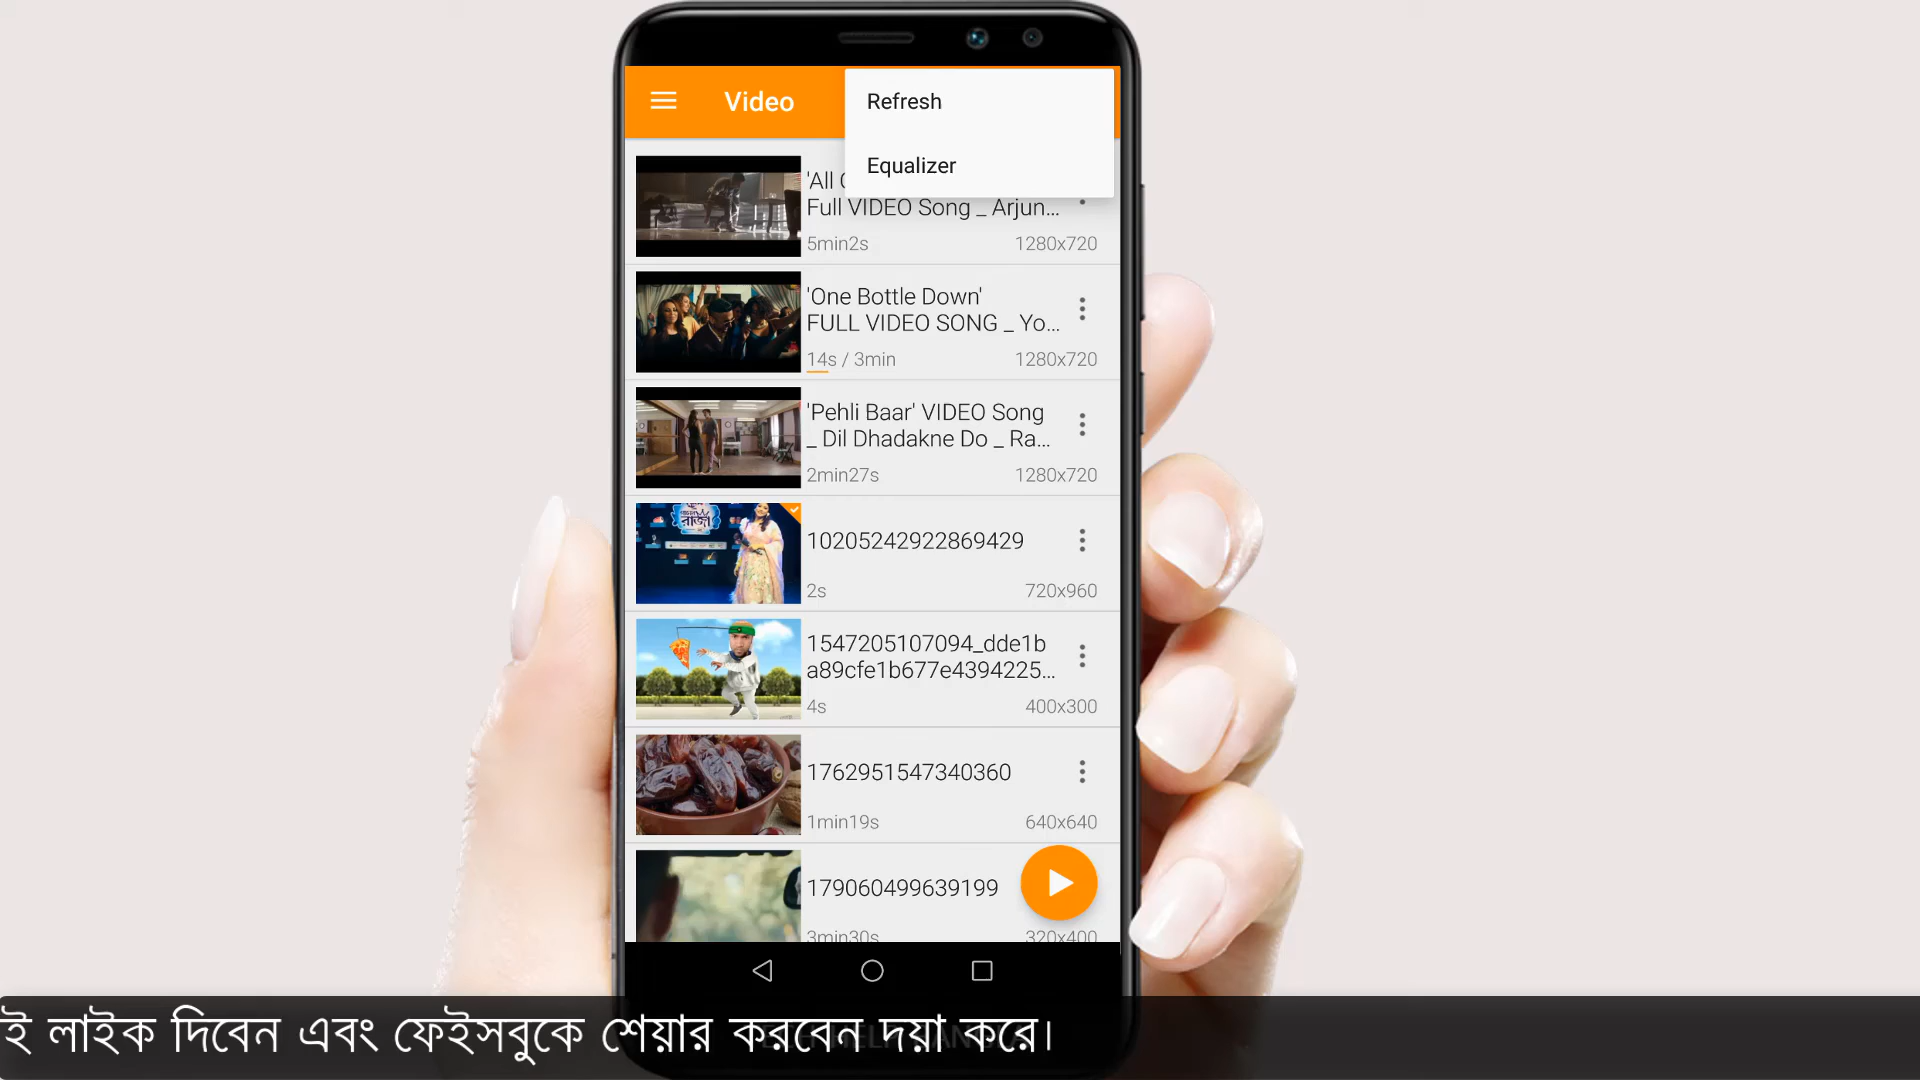 Video
Refresh
Equalizer
'All
Full VIDEO Song _ Arjun...
5min2s
1280x720
'One Bottle Down'
FULL VIDEO SONG _ Yo...
14s / 3min
1280x720
'Pehli Baar' VIDEO Song
_ Dil Dhadakne Do _ Ra...
2min27s
1280x720
রাজা
10205242922869429
2s
720x960
1547205107094_dde1b
a89cfe1b677e4394225...
4s
400x300
1762951547340360
1min19s
640x640
179060499639199
3min30s
320x400
ই লাইক দিবেন এবং ফেইসবুকে শেয়ার করবেন দয়া করে।